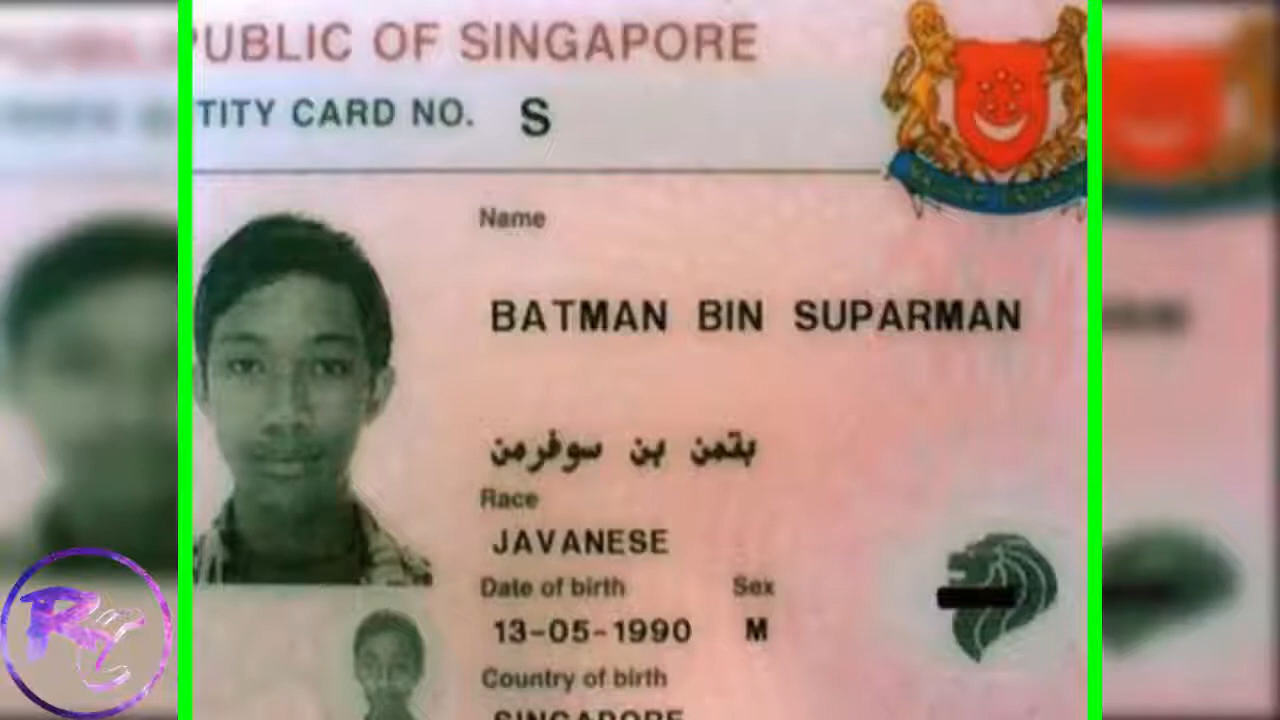 PUBLIC OF SINGAPORE
TITY CARD NO. S
Name
BATMAN BIN SUPARMAN
بتمن بن سوفرمن
Race
JAVANESE
Date of birth Sex
13-05-1990 M
Country of birth
SINGAPORE